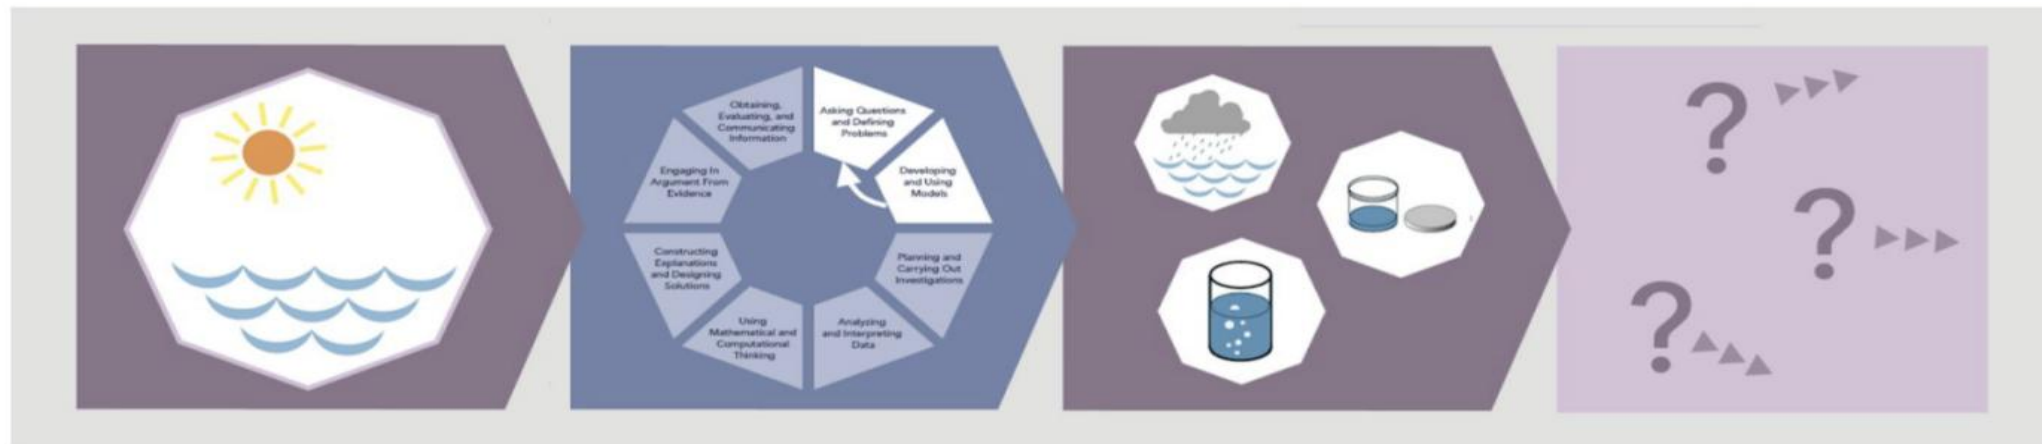 Asking Questions
and Defining
Problems
Developing
and Using
Models
Planning and
Carrying Out
Investigations
Analyzing
and Interpreting
Data
Using
Mathematical and
Computational
Thinking
Constructing
Explanations
and Designing
Solutions
Engaging In
Argument From
Evidence
Obtaining,
Evaluating, and
Communicating
Information
?
?
?